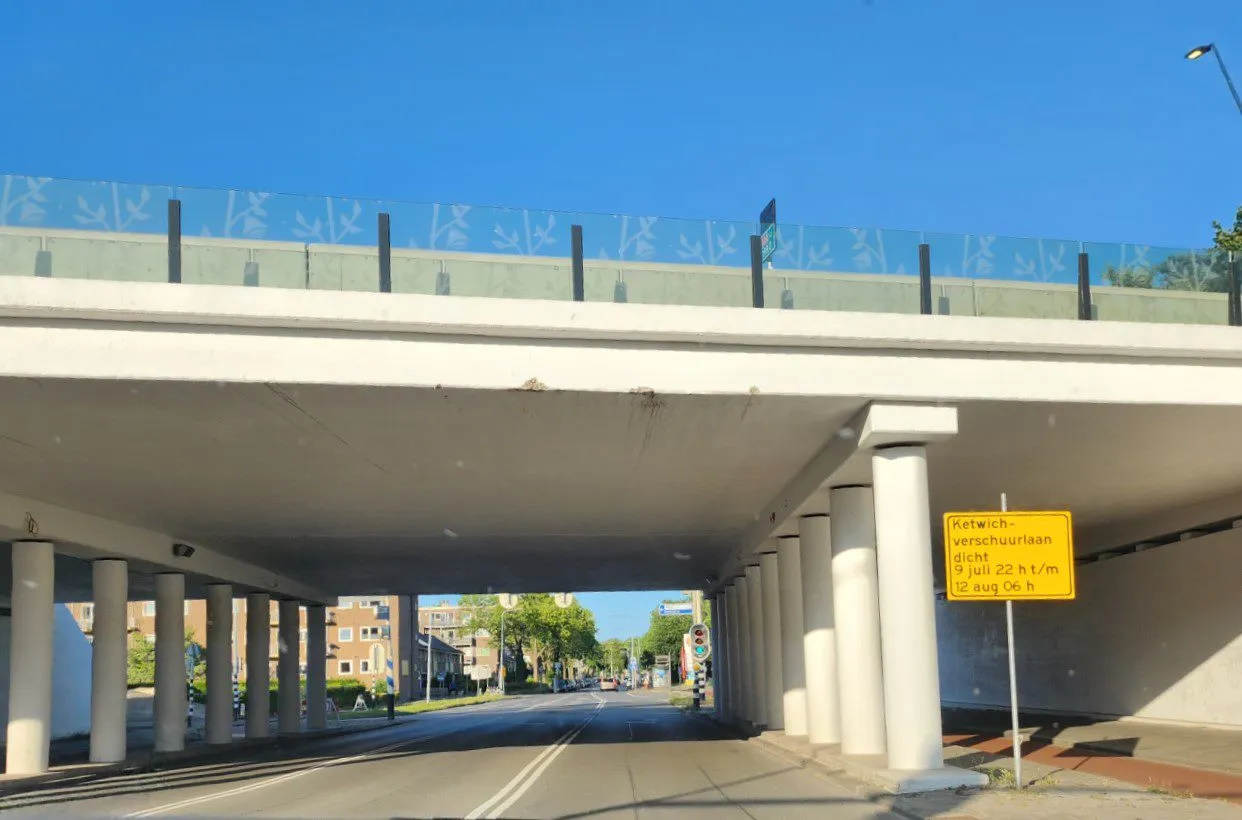 Ketwich-
verschuurlaan
dicht
9 juli 22 h t/m
12 aug 06 h